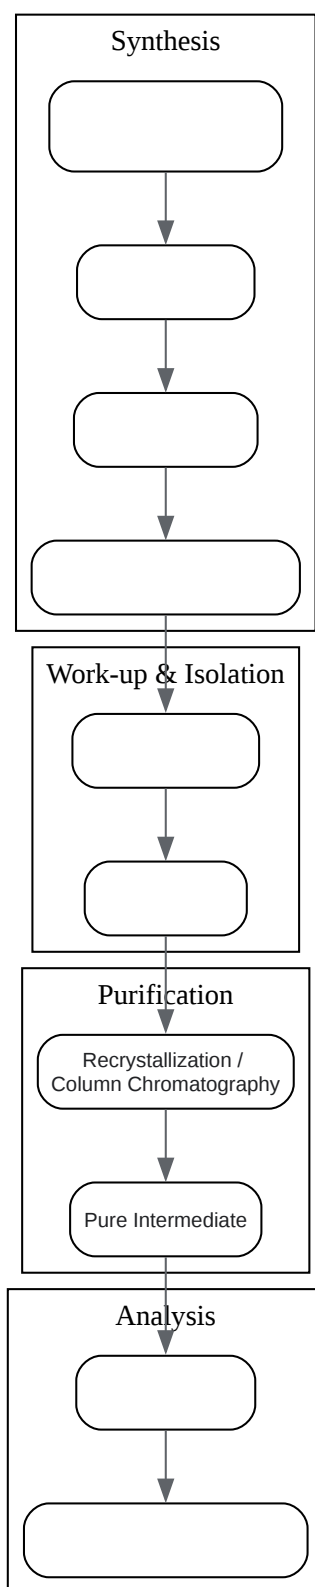 Synthesis
Work-up & Isolation
Purification
Recrystallization /
Column Chromatography
Pure Intermediate
Analysis